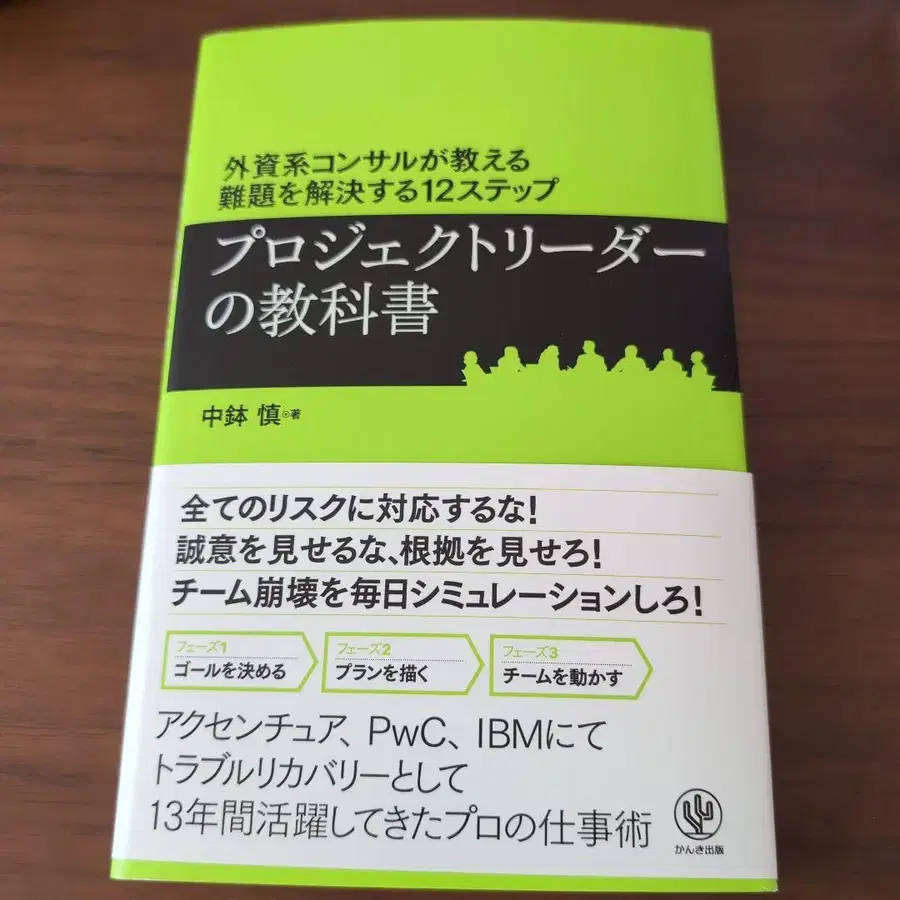 外資系コンサルが教える
難題を解決する12ステップ
プロジェクトリーダー
の教科書
中鉢 慎◉著
全てのリスクに対応するな!
誠意を見せるな、根拠を見せろ!
チーム崩壊を毎日シミュレーションしろ!
フェーズ1
ゴールを決める
フェーズ2
プランを描く
フェーズ3
チームを動かす
アクセンチュア、PwC、IBMにて
トラブルリカバリーとして
13年間活躍してきたプロの仕事術
かんき出版